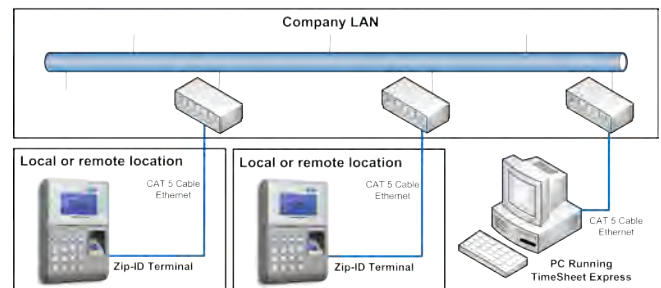 Company LAN
Local or remote location
CAT 5 Cable
Ethernet
Zip-ID Terminal
Local or remote location
CAT 5 Cable
Ethernet
Zip-ID Terminal
CAT 5 Cable
Ethernet
PC Running
TimeSheet Express